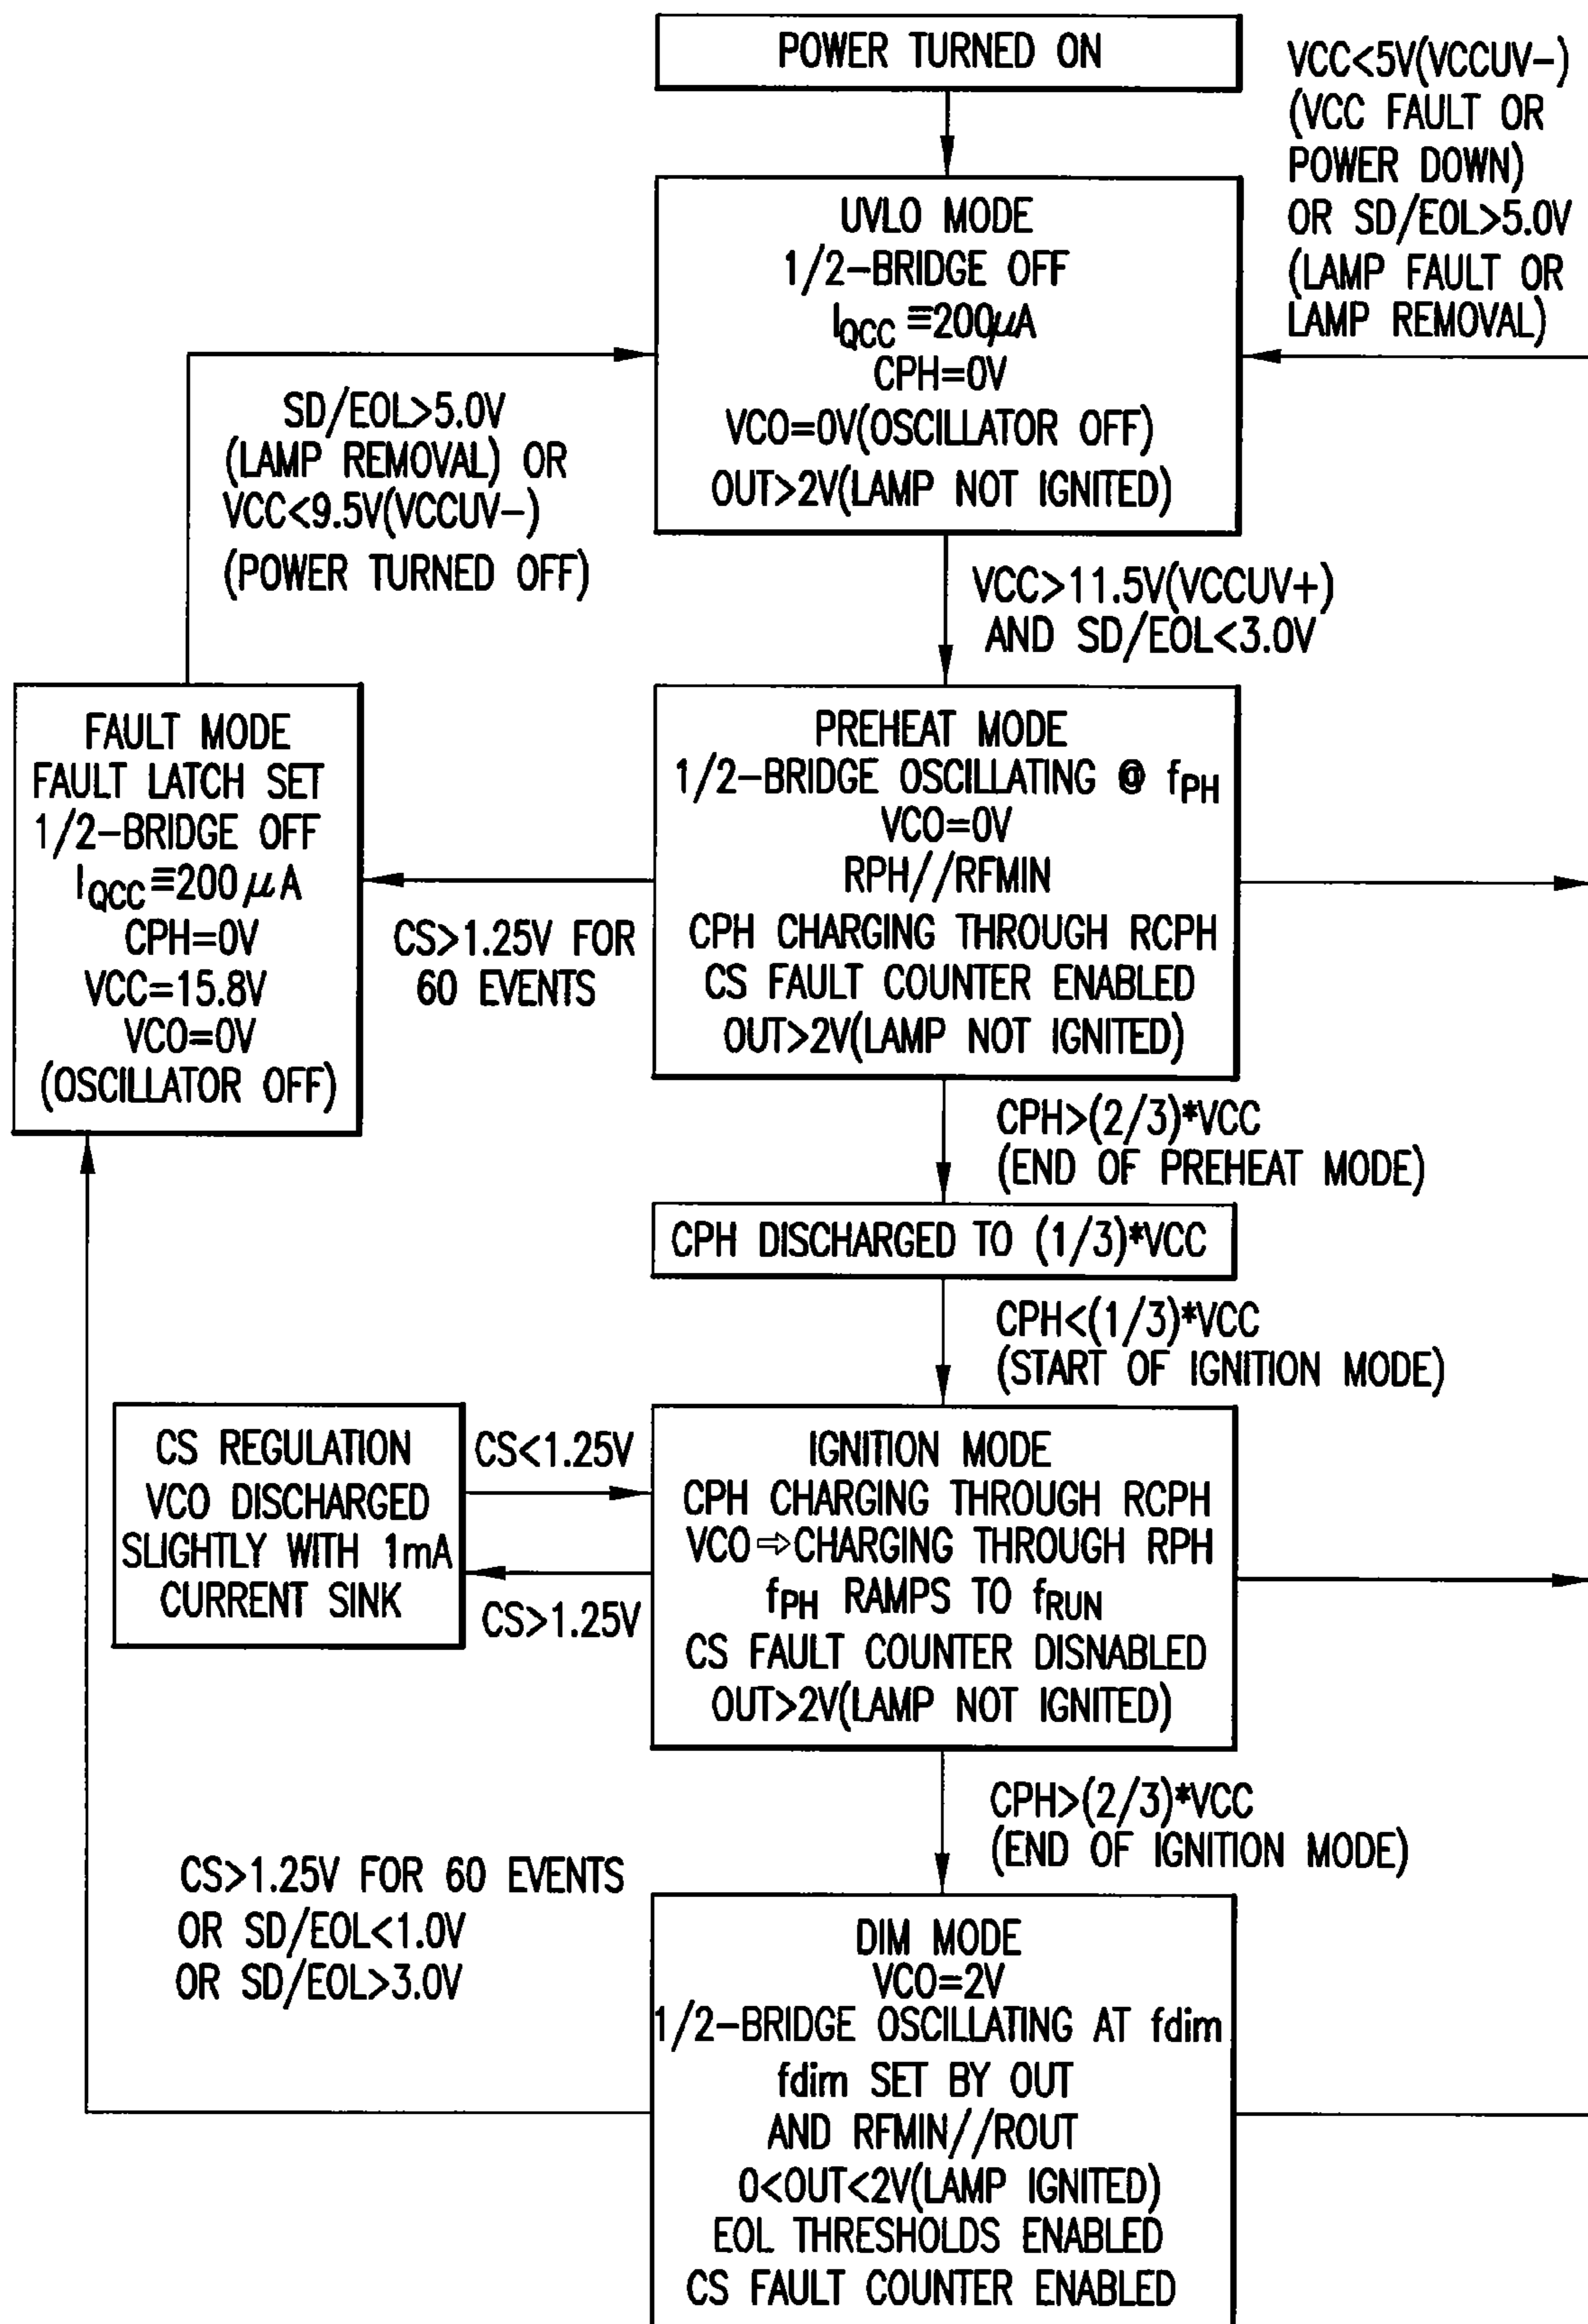 POWER TURNED ON
VCC<5V(VCCUV-)
(VCC FAULT OR
POWER DOWN)
OR SD/EOL>5.0V
(LAMP FAULT OR
LAMP REMOVAL)
UVLO MODE
1/2-BRIDGE OFF
IQCC ≡200μA
CPH=0V
VCO=0V(OSCILLATOR OFF)
OUT>2V(LAMP NOT IGNITED)
SD/EOL>5.0V
(LAMP REMOVAL) OR
VCC<9.5V(VCCUV-)
(POWER TURNED OFF)
VCC>11.5V(VCCUV+)
AND SD/EOL<3.0V
FAULT MODE
FAULT LATCH SET
1/2-BRIDGE OFF
IQCC≡200μA
CPH=0V
VCC=15.8V
VCO=0V
(OSCILLATOR OFF)
CS>1.25V FOR
60 EVENTS
PREHEAT MODE
1/2-BRIDGE OSCILLATING @ fPH
VCO=0V
RPH//RFMIN
CPH CHARGING THROUGH RCPH
CS FAULT COUNTER ENABLED
OUT>2V(LAMP NOT IGNITED)
CPH>(2/3)*VCC
(END OF PREHEAT MODE)
CPH DISCHARGED TO (1/3)*VCC
CPH<(1/3)*VCC
(START OF IGNITION MODE)
CS REGULATION
VCO DISCHARGED
SLIGHTLY WITH 1mA
CURRENT SINK
CS<1.25V
CS>1.25V
IGNITION MODE
CPH CHARGING THROUGH RCPH
VCO⇨CHARGING THROUGH RPH
fPH RAMPS TO fRUN
CS FAULT COUNTER DISNABLED
OUT>2V(LAMP NOT IGNITED)
CPH>(2/3)*VCC
(END OF IGNITION MODE)
CS>1.25V FOR 60 EVENTS
OR SD/EOL<1.0V
OR SD/EOL>3.0V
DIM MODE
VCO=2V
1/2-BRIDGE OSCILLATING AT fdim
fdim SET BY OUT
AND RFMIN//ROUT
0<OUT<2V(LAMP IGNITED)
EOL THRESHOLDS ENABLED
CS FAULT COUNTER ENABLED